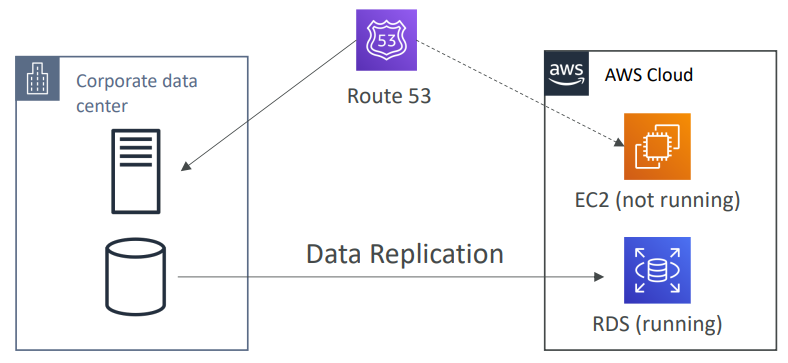 53
Corporate data
center
Route 53
aws
AWS Cloud
EC2 (not running)
Data Replication
RDS (running)